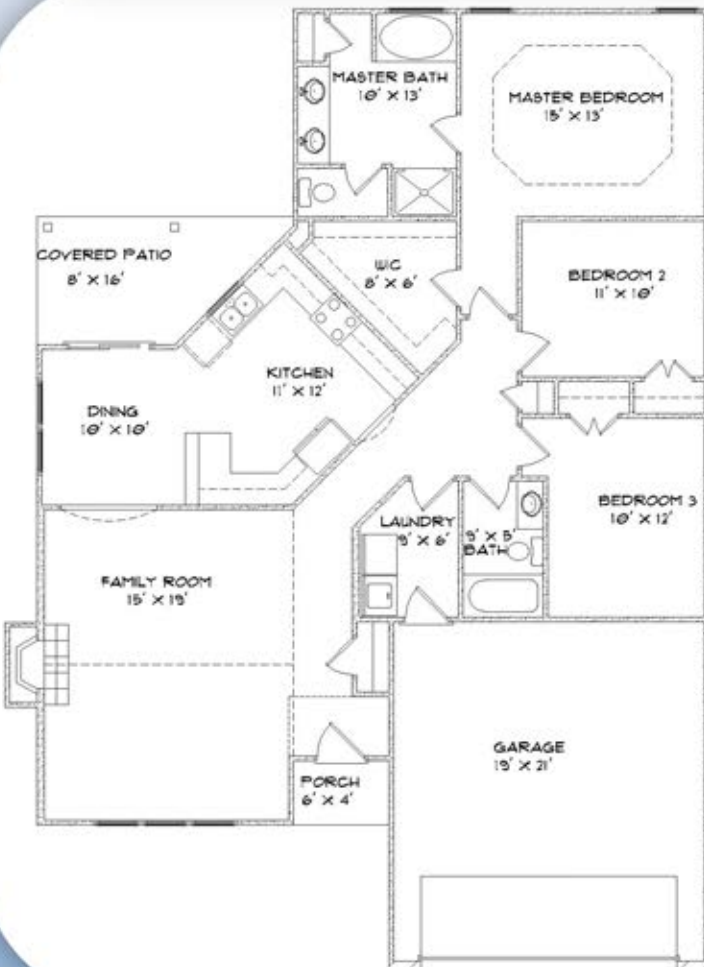 MASTER BATH
10' X 13'
MASTER BEDROOM
15' X 13'
COVERED PATIO
8' X 16'
WIC
8' X 6'
BEDROOM 2
11' X 10'
KITCHEN
11' X 12'
DINING
10' X 10'
BEDROOM 3
10' X 12'
LAUNDRY
9' X 6'
9' X 5'
BATH
FAMILY ROOM
15' X 19'
GARAGE
19' X 21'
PORCH
6' X 4'